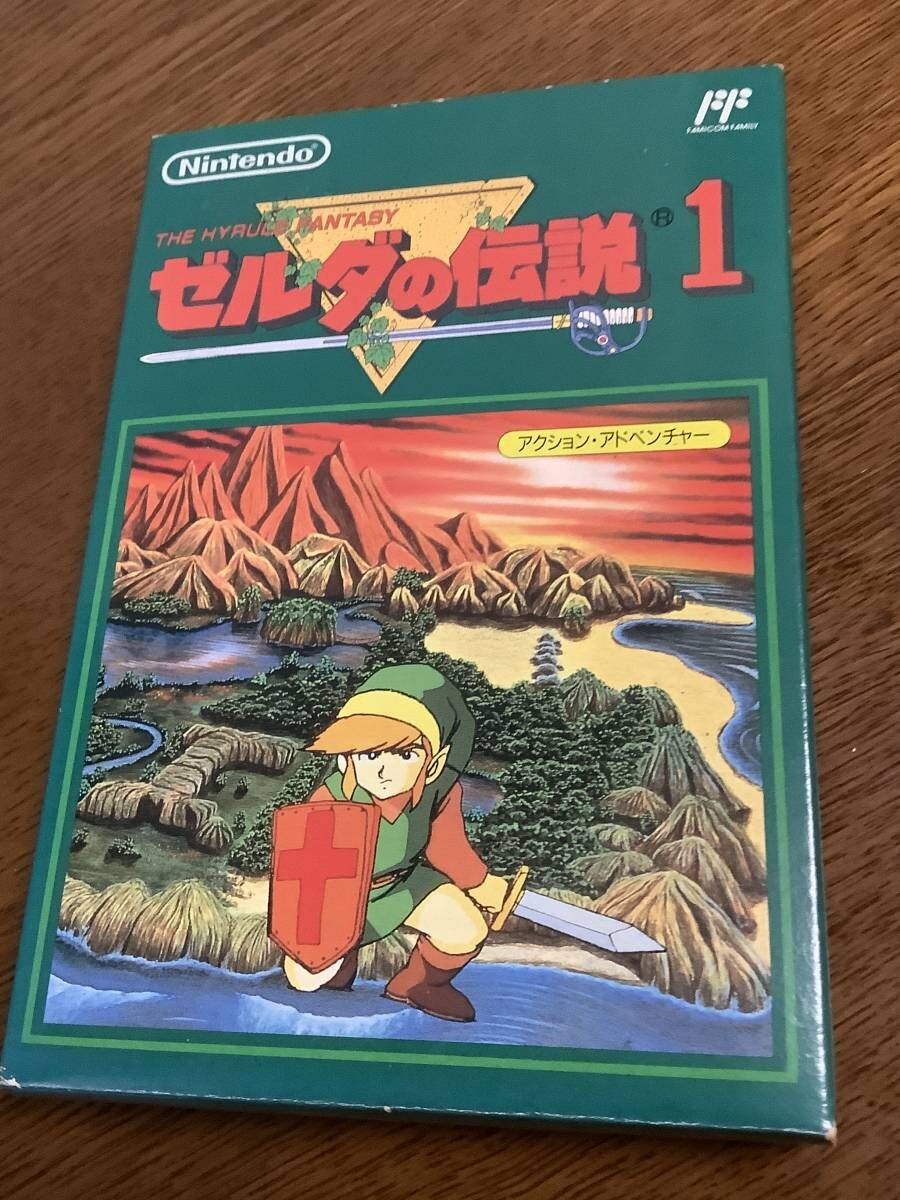 Nintendo®
FAMICOM FAMILY
THE HYRULE FANTASY
ゼルダの伝説® 1
アクション・アドベンチャー